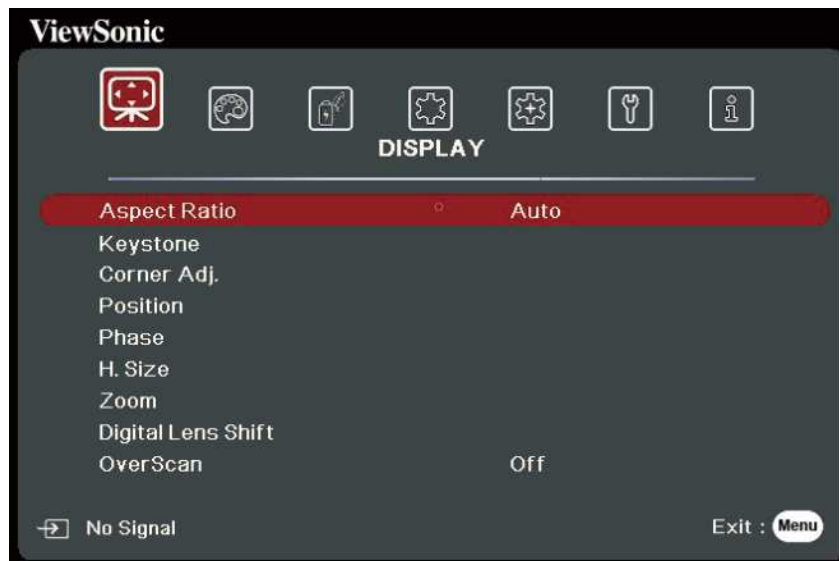 ViewSonic
DISPLAY
Aspect Ratio Auto
Keystone
Corner Adj.
Position
Phase
H. Size
Zoom
Digital Lens Shift
OverScan Off
No Signal Exit : Menu